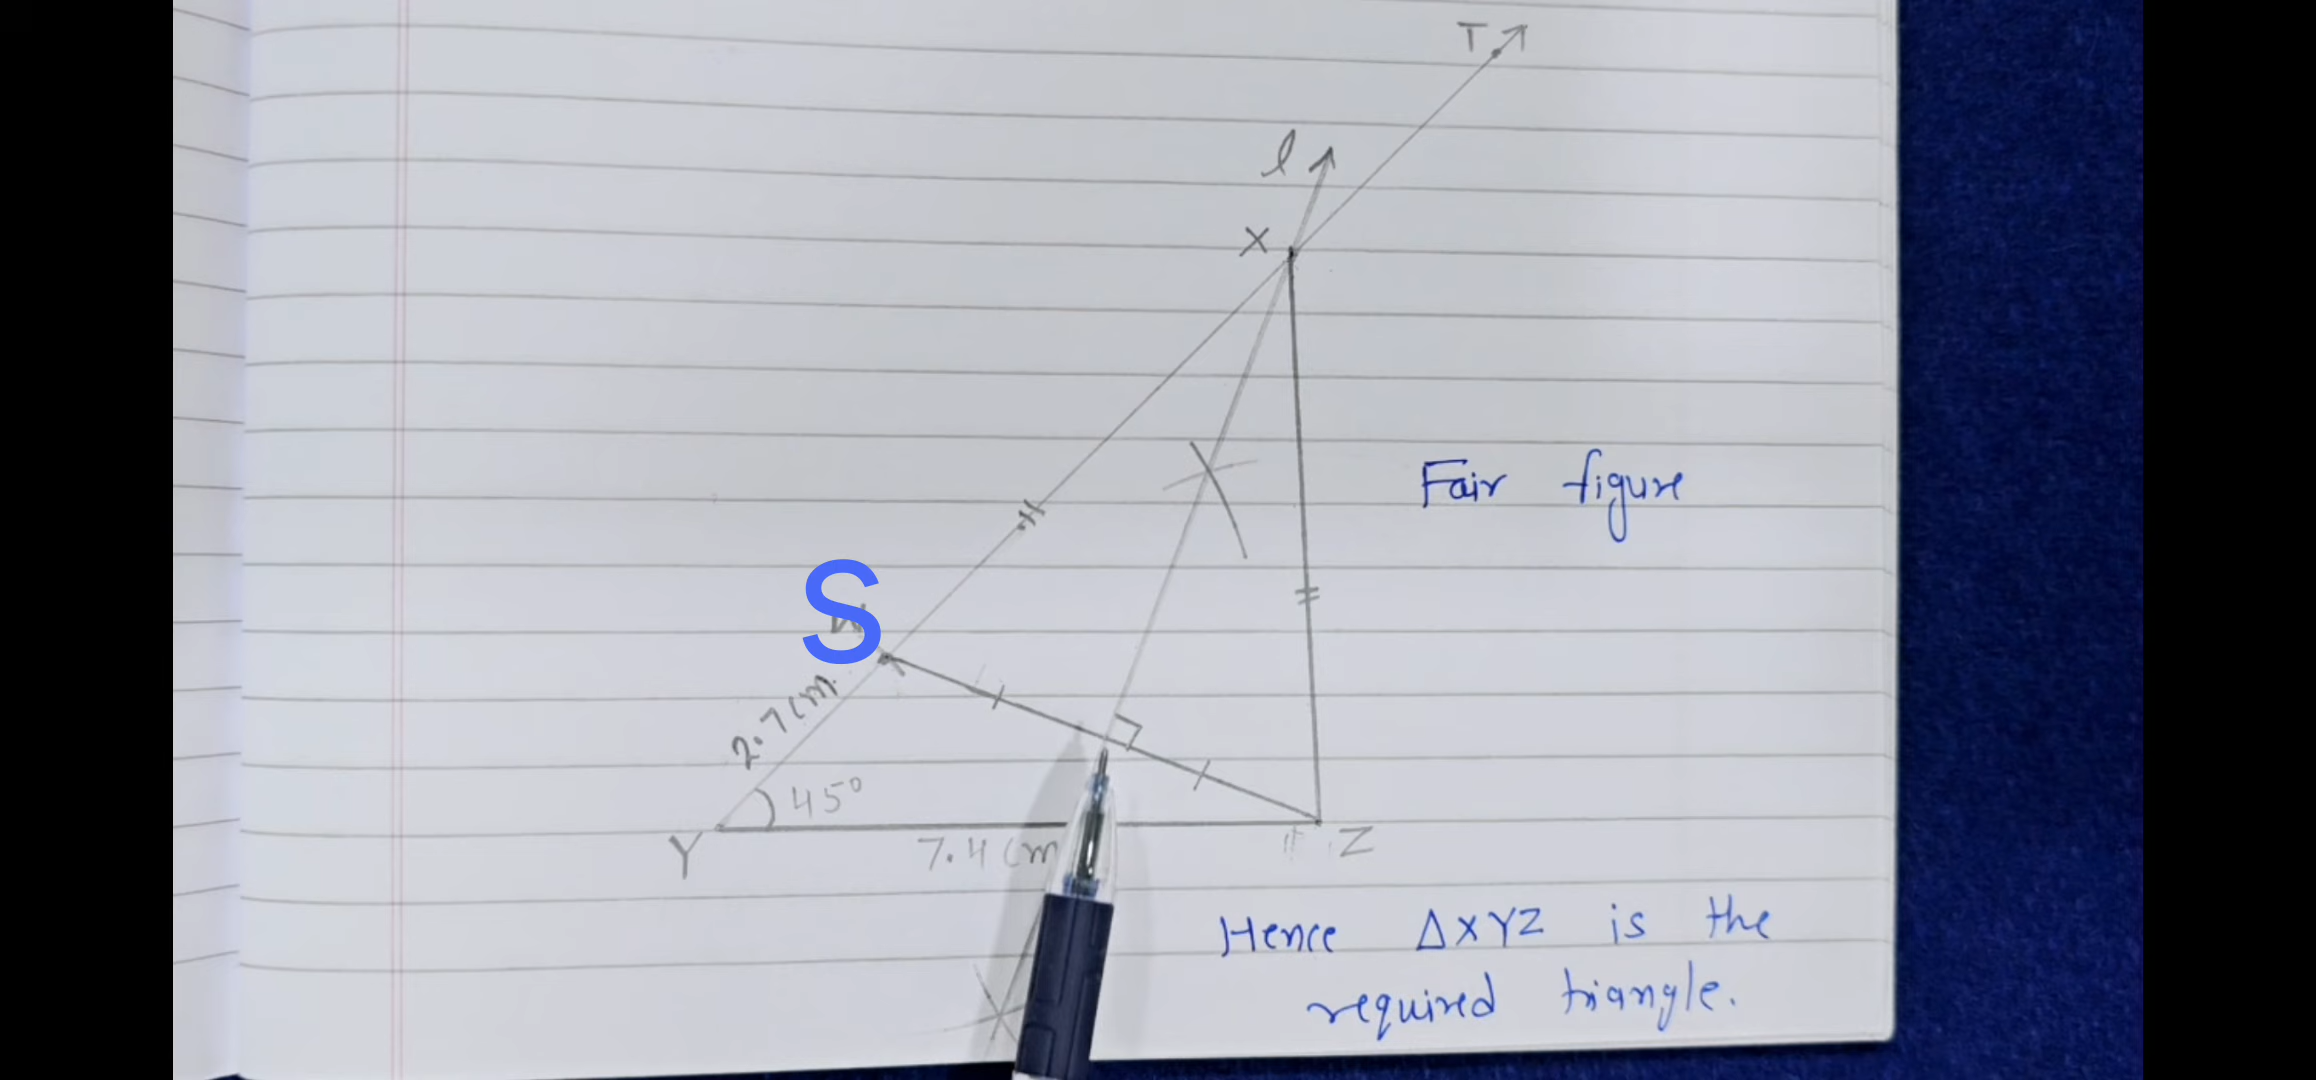 T
l
X
Fair figure
S
2.7 cm
45°
Y
7.4 cm
Z
Hence ΔXYZ is the
required triangle.